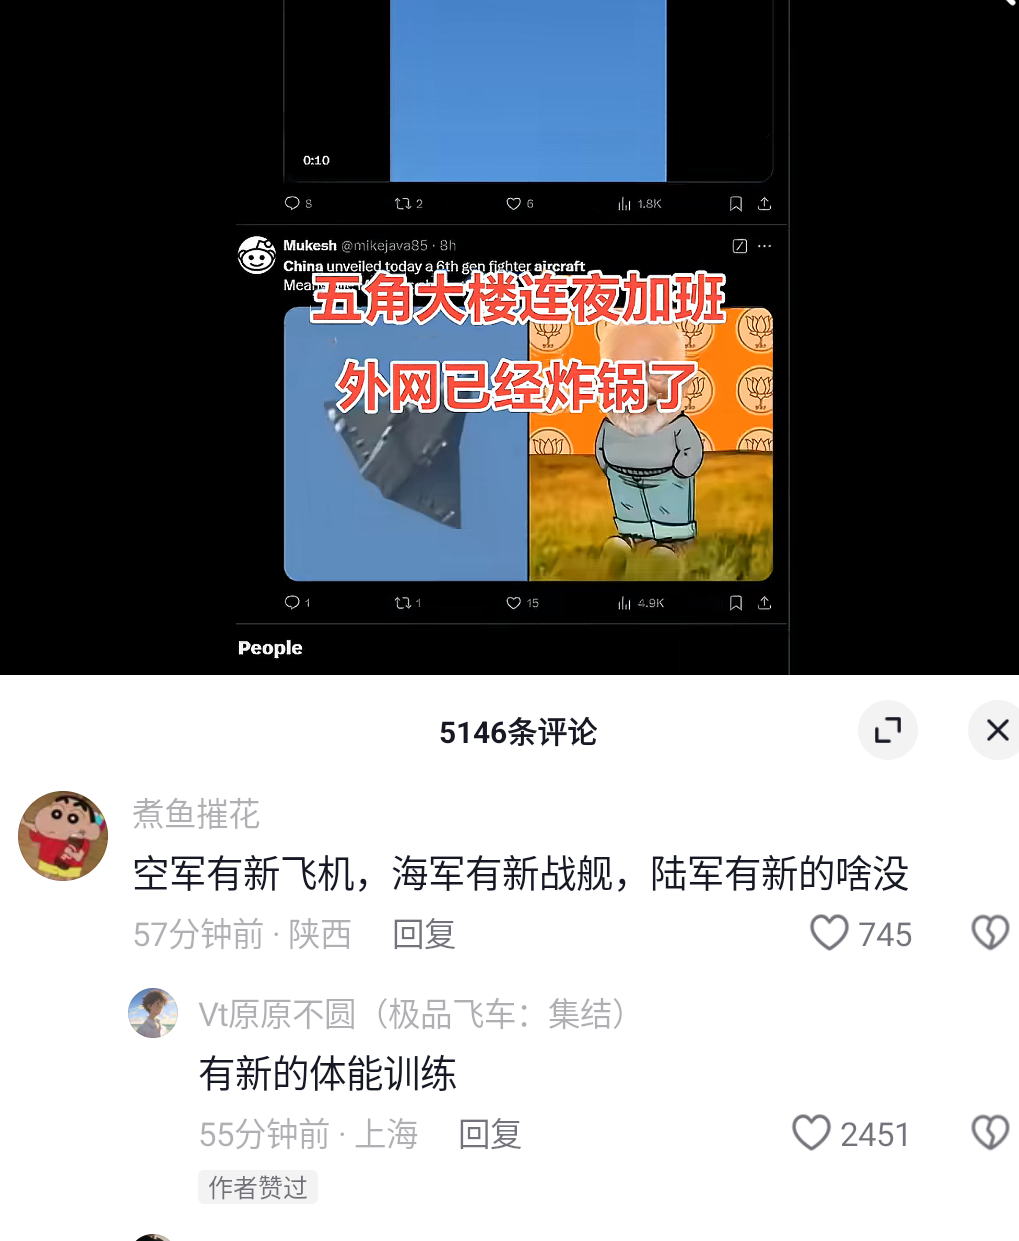 0:10
8 2 6 1.8K
Mukesh @mikejava85 · 8h
China unveiled today a 6th gen fighter aircraft
五角大楼连夜加班
外网已经炸锅了
1 1 15 4.9K
People
5146条评论
煮鱼摧花
空军有新飞机，海军有新战舰，陆军有新的啥没
57分钟前 · 陕西 回复 745
Vt原原不圆（极品飞车：集结）
有新的体能训练
55分钟前 · 上海 回复 2451
作者赞过